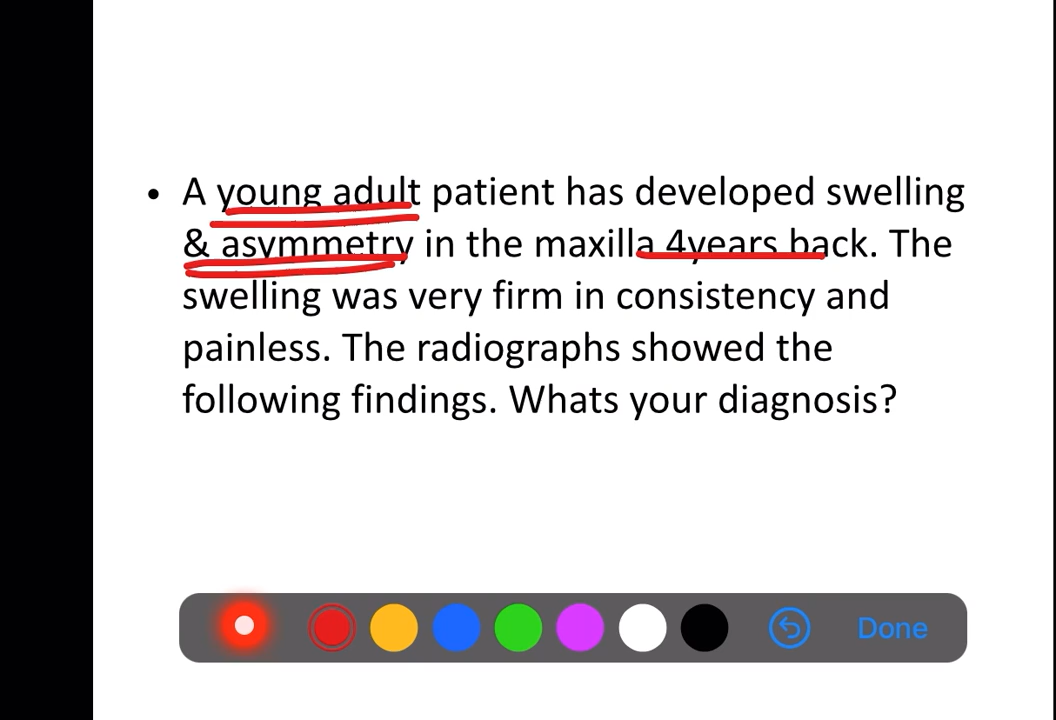 • A young adult patient has developed swelling
& asymmetry in the maxilla 4years back. The
swelling was very firm in consistency and
painless. The radiographs showed the
following findings. Whats your diagnosis?
Done